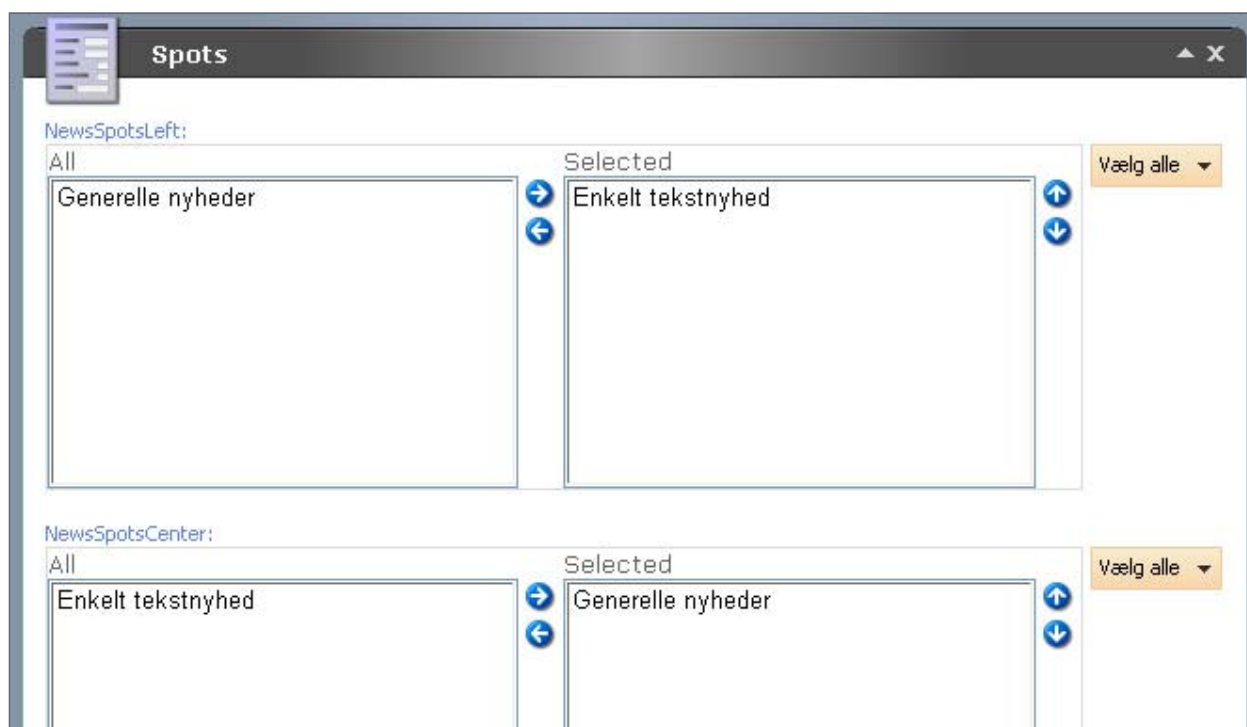 Spots
NewsSpotsLeft:
All Selected Vælg alle
Generelle nyheder Enkelt tekstnyhed
NewsSpotsCenter:
All Selected Vælg alle
Enkelt tekstnyhed Generelle nyheder